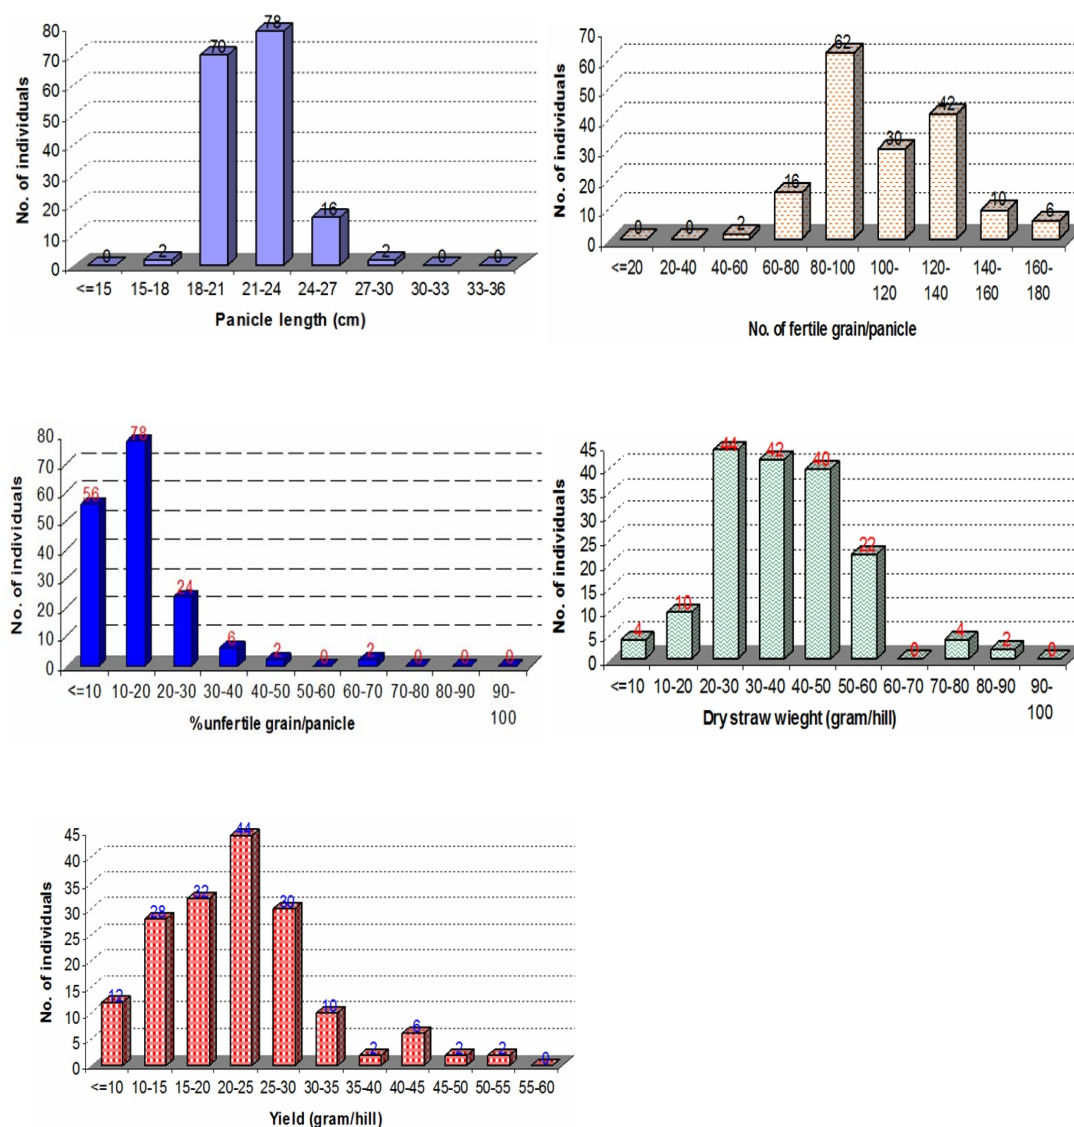 80
70
60
50
40
30
20
10
0
No. of individuals
0 2 70 78 16 2 0 0
<=15 15-18 18-21 21-24 24-27 27-30 30-33 33-36
Panicle length (cm)
70
60
50
40
30
20
10
0
No. of individuals
0 0 2 16 62 30 42 10 6
<=20 20-40 40-60 60-80 80-100 100- 120- 140- 160-
120 140 160 180
No. of fertile grain/panicle
80
70
60
50
40
30
20
10
0
No. of individuals
56 78 24 6 2 0 2 0 0 0
<=10 10-20 20-30 30-40 40-50 50-60 60-70 70-80 80-90 90-
100
%unfertile grain/panicle
45
40
35
30
25
20
15
10
5
0
No. of individuals
4 10 44 42 40 22 0 4 2 0
<=10 10-20 20-30 30-40 40-50 50-60 60-70 70-80 80-90 90-
100
Dry straw wieght (gram/hill)
45
40
35
30
25
20
15
10
5
0
No. of individuals
12 28 32 44 30 10 2 6 2 2 0
<=10 10-15 15-20 20-25 25-30 30-35 35-40 40-45 45-50 50-55 55-60
Yield (gram/hill)